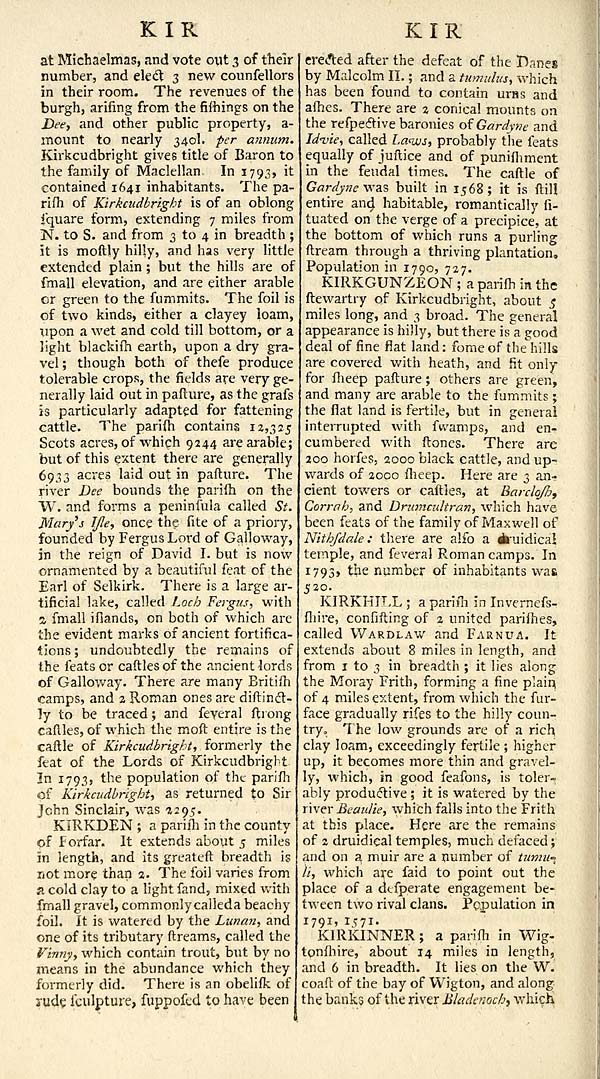 KIR
at Michaelmas, and vote out 3 of their
number, and elect 3 new counſellors
in their room. The revenues of the
burgh, ariſing from the fiſhings on the
Dee, and other public property, a-
mount to nearly 340l. per annum.
Kirkcudbright gives title of Baron to
the family of Maclellan. In 1793, it
contained 1641 inhabitants. The pa-
riſh of Kirkcudbright is of an oblong
ſquare form, extending 7 miles from
N. to S. and from 3 to 4 in breadth;
it is moſtly hilly, and has very little
extended plain; but the hills are of
ſmall elevation, and are either arable
or green to the ſummits. The ſoil is
of two kinds, either a clayey loam,
upon a wet and cold till bottom, or a
light blackiſh earth, upon a dry gra-
vel; though both of theſe produce
tolerable crops, the fields are very ge-
nerally laid out in paſture, as the graſs
is particularly adapted for fattening
cattle. The pariſh contains 12,325
Scots acres, of which 9244 are arable;
but of this extent there are generally
6933 acres laid out in paſture. The
river Dee bounds the pariſh on the
W. and forms a peninſula called St.
Mary's Iſle, once the ſite of a priory,
founded by Fergus Lord of Galloway,
in the reign of David I. but is now
ornamented by a beautiful ſeat of the
Earl of Selkirk. There is a large ar-
tificial lake, called Loch Fergus, with
2 ſmall iſlands, on both of which are
the evident marks of ancient fortifica-
tions; undoubtedly the remains of
the ſeats or caſtles of the ancient lords
of Galloway. There are many Britiſh
camps, and 2 Roman ones are diſtinct-
ly to be traced; and ſeveral ſtrong
caſtles, of which the moſt entire is the
caſtle of Kirkcudbright, formerly the
ſeat of the Lords of Kirkcudbright
In 1793, the population of the pariſh
of Kirkcudbright, as returned to Sir
John Sinclair, was 2295.
KIRKDEN; a pariſh in the county
of Forfar. It extends about 5 miles
in length, and its greateſt breadth is
not more than 2. The ſoil varies from
a cold clay to a light ſand, mixed with
ſmall gravel, commonly called a beachy
ſoil. It is watered by the Lunan, and
one of its tributary ſtreams, called the
Vinny, which contain trout, but by no
means in the abundance which they
formerly did. There is an obeliſk of
rude ſculpture, ſuppoſed to have been
KIR
erected after the defeat of the Danes
by Malcolm II.; and a tumulus, which
has been found to contain urns and
aſhes. There are 2 conical mounts on
the reſpective baronies of Gardyne and
Idvie, called Laws, probably the ſeats
equally of juſtice and of puniſhment
in the feudal times. The caſtle of
Gardyne was built in 1568; it is ſtill
entire and habitable, romantically ſi-
tuated on the verge of a precipice, at
the bottom of which runs a purling
ſtream through a thriving plantation.
Population in 1790, 727.
KIRKGUNZEON; a pariſh in the
ſtewartry of Kirkcudbright, about 5
miles long, and 3 broad. The general
appearance is hilly, but there is a good
deal of fine flat land: ſome of the hills
are covered with heath, and fit only
for ſheep paſture; others are green,
and many are arable to the ſummits;
the flat land is fertile, but in general
interrupted with ſwamps, and en-
cumbered with ſtones. There are
200 horſes, 2000 black cattle, and up-
wards of 2000 ſheep. Here are 3 an-
cient towers or caſtles, at Barcloſh,
Corrah, and Drumcultran, which have
been ſeats of the family of Maxwell of
Nithſdale: there are alſo a druidical
temple, and ſeveral Roman camps. In
1793, the number of inhabitants was
520.
KIRKHILL; a pariſh in Inverneſs-
ſhire, conſiſting of 2 united pariſhes,
called WARDLAW and FARNUA. It
extends about 8 miles in length, and
from 1 to 3 in breadth; it lies along
the Moray Frith, forming a fine plain
of 4 miles extent, from which the ſur-
face gradually riſes to the hilly coun-
try. The low grounds are of a rich
clay loam, exceedingly fertile; higher
up, it becomes more thin and gravel-
ly, which, in good ſeaſons, is toler-
ably productive; it is watered by the
river Beaulie, which falls into the Frith
at this place. Here are the remains
of 2 druidical temples, much defaced;
and on a muir are a number of tumu-
li, which are ſaid to point out the
place of a deſperate engagement be-
tween two rival clans. Population in
1791, 1571.
KIRKINNER; a pariſh in Wig-
tonſhire, about 14 miles in length,
and 6 in breadth. It lies on the W.
coaſt of the bay of Wigton, and along
the banks of the river Bladenoch, which